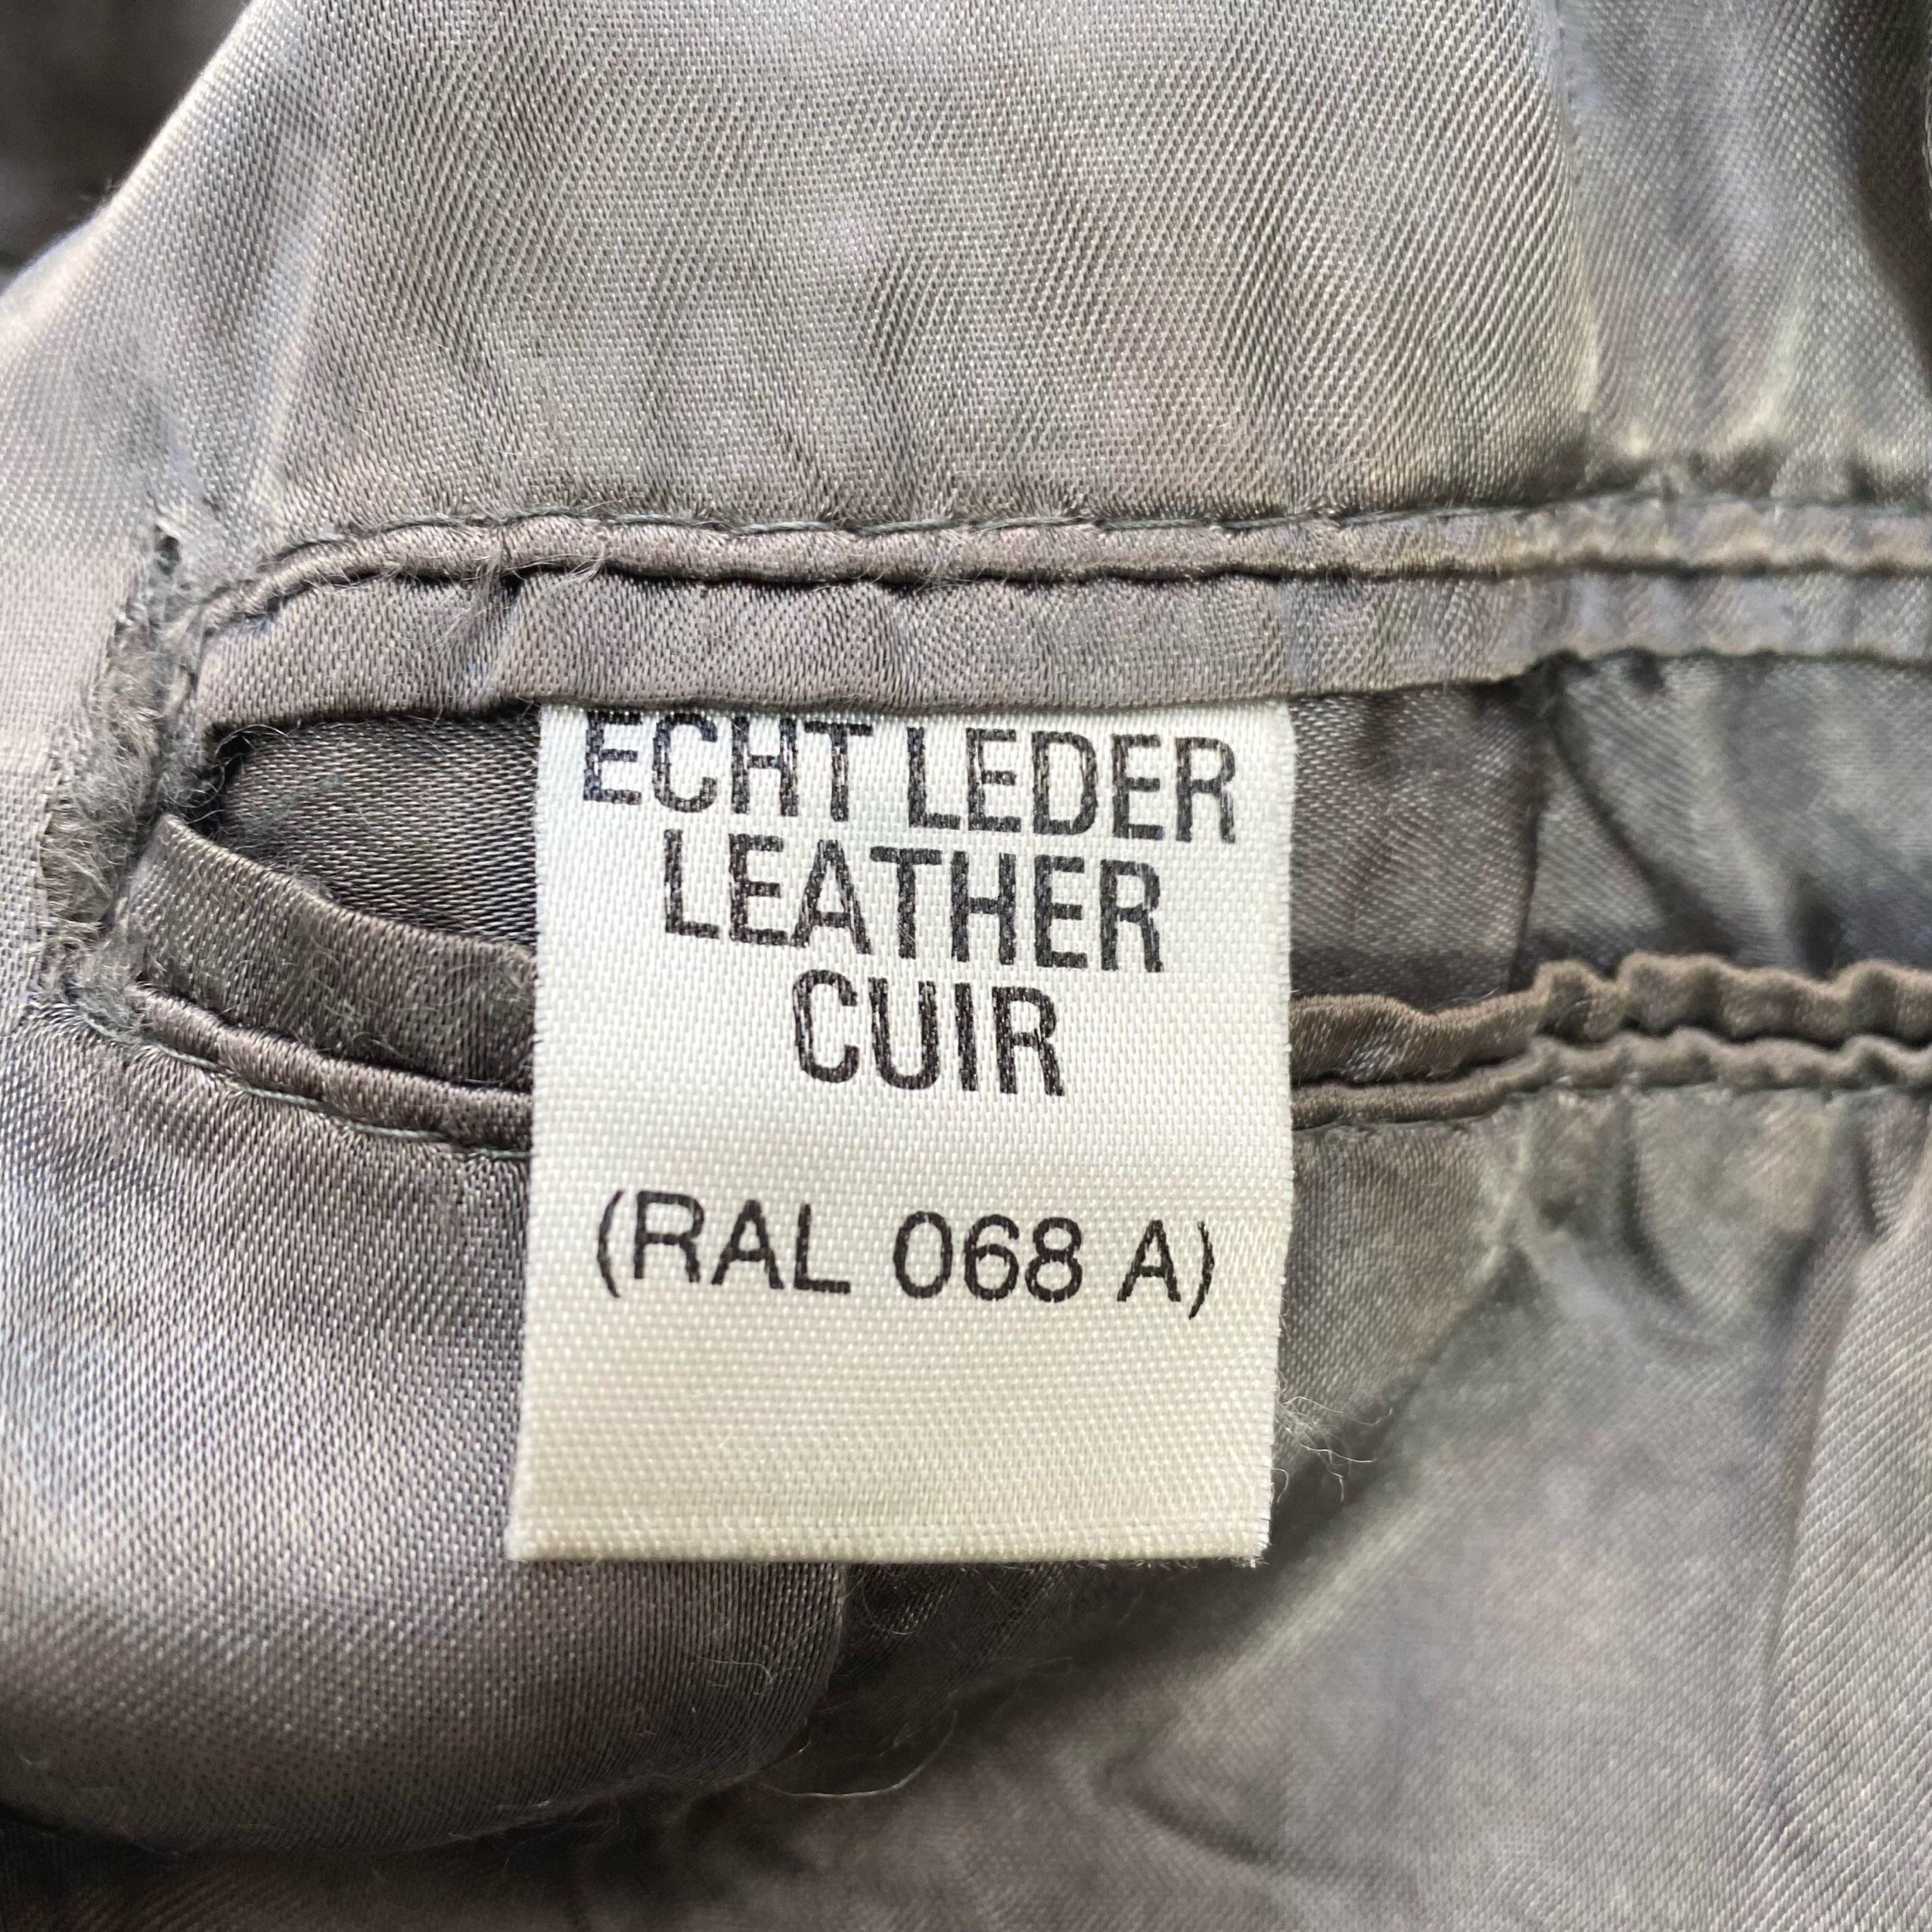 ECHT LEDER
LEATHER
CUIR
(RAL 068 A)